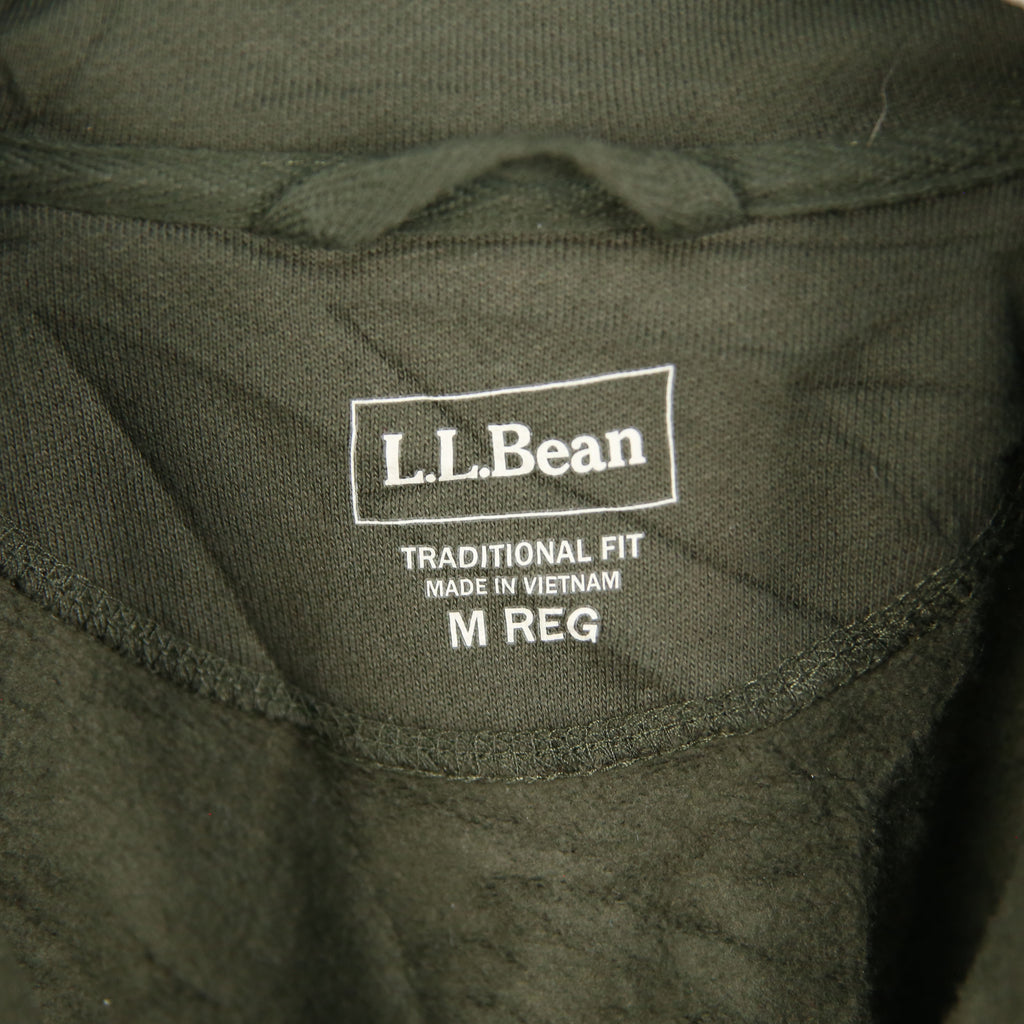 L.L.Bean
TRADITIONAL FIT
MADE IN VIETNAM
M REG